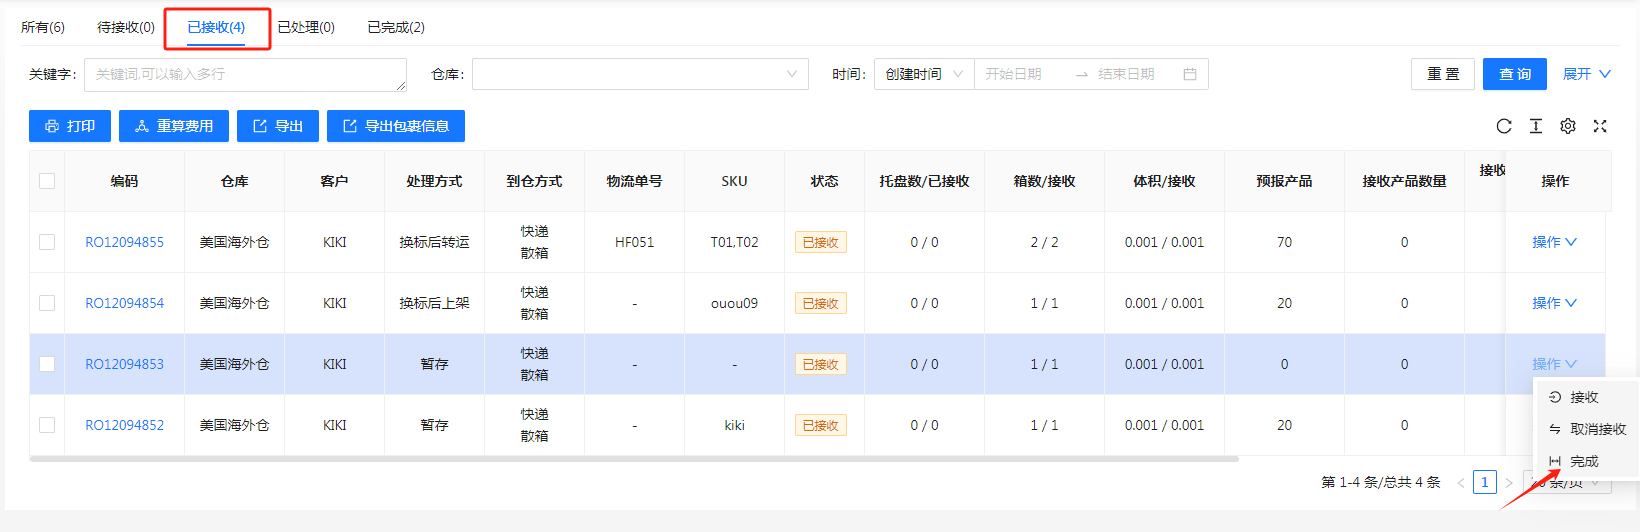 所有(6) 待接收(0) 已接收(4) 已处理(0) 已完成(2)
关键字: 关键词,可以输入多行 仓库: 时间: 创建时间 开始日期 结束日期 重 置 查 询 展开
打印 重算费用 导出 导出包裹信息
编码 仓库 客户 处理方式 到仓方式 物流单号 SKU 状态 托盘数/已接收 箱数/接收 体积/接收 预报产品 接收产品数量 接收 操作
RO12094855 美国海外仓 KIKI 换标后转运 快递 散箱 HF051 T01,T02 已接收 0 / 0 2 / 2 0.001 / 0.001 70 0 操作
RO12094854 美国海外仓 KIKI 换标后上架 快递 散箱 - ouou09 已接收 0 / 0 1 / 1 0.001 / 0.001 20 0 操作
RO12094853 美国海外仓 KIKI 暂存 快递 散箱 - - 已接收 0 / 0 1 / 1 0.001 / 0.001 0 0 操作
RO12094852 美国海外仓 KIKI 暂存 快递 散箱 - kiki 已接收 0 / 0 1 / 1 0.001 / 0.001 20 0
接收
取消接收
完成
第 1-4 条/总共 4 条 < 1 > 条/页